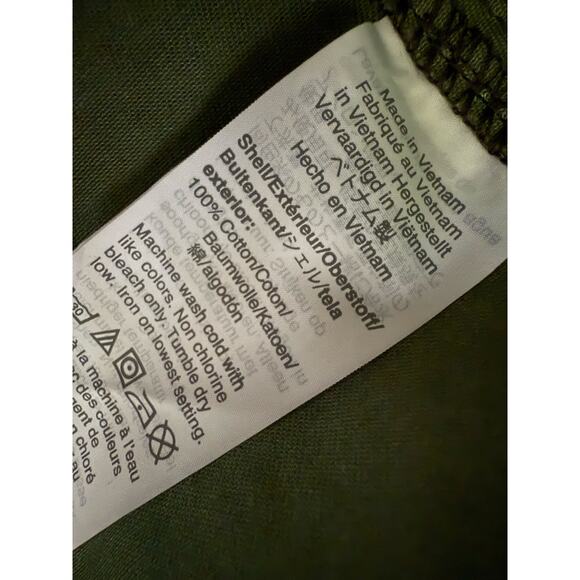 Made in Vietnam
Fabriqué au Vietnam
in Vietnam Hergestellt
Vervaardigd in Viëtnam
ベトナム製
Hecho en Vietnam
Shell/Extérieur/Oberstoff/
Buitenkant/シェル/tela
exterior:
100% Cotton/Coton/
Baumwolle/Katoen/
綿/algodón
Machine wash cold with
like colors. Non chlorine
bleach only. Tumble dry
low. Iron on lowest setting.
30
à la machine à l'eau
des couleurs
chloré